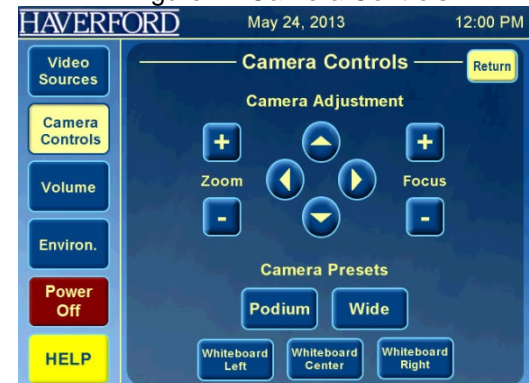 HAVERFORD May 24, 2013 12:00 PM
Video
Sources
Camera
Controls
Volume
Environ.
Power
Off
HELP
Camera Controls
Return
Camera Adjustment
+ +
Zoom Focus
- -
Camera Presets
Podium Wide
Whiteboard
Left
Whiteboard
Center
Whiteboard
Right